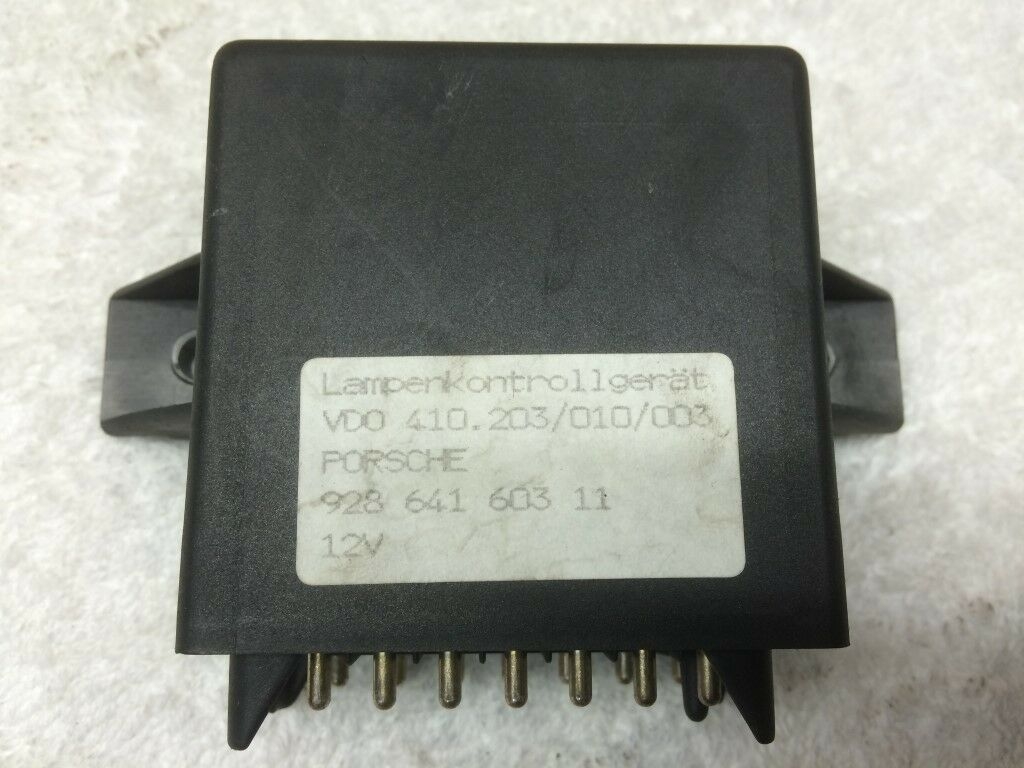 Lampenkontrollgerät
VDO 410.203/010/003
PORSCHE
928 641 603 11
12V